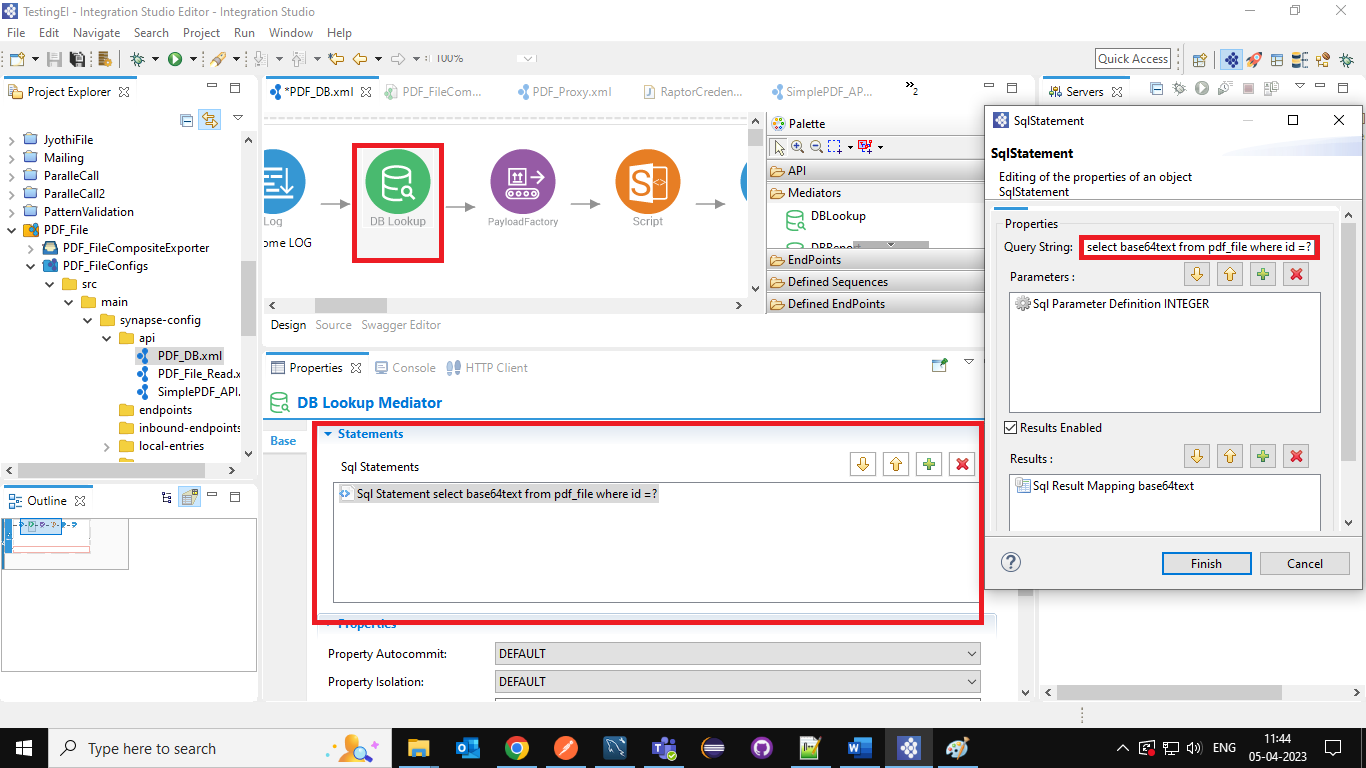 TestingEI - Integration Studio Editor - Integration Studio
File Edit Navigate Search Project Run Window Help
100%
Quick Access
Project Explorer
JyothiFile
Mailing
ParalleCall
ParalleCall2
PatternValidation
PDF_File
PDF_FileCompositeExporter
PDF_FileConfigs
src
main
synapse-config
api
PDF_DB.xml
PDF_File_Read.x
SimplePDF_API.
endpoints
inbound-endpoints
local-entries
Outline
*PDF_DB.xml PDF_FileCom... PDF_Proxy.xml RaptorCreden... SimplePDF_AP... »2
Log
ome LOG
DB Lookup
PayloadFactory
Script
Palette
API
Mediators
DBLookup
EndPoints
Defined Sequences
Defined EndPoints
Design Source Swagger Editor
Properties Console HTTP Client
DB Lookup Mediator
Base
Statements
Sql Statements
Sql Statement select base64text from pdf_file where id =?
Properties
Property Autocommit: DEFAULT
Property Isolation: DEFAULT
Servers
SqlStatement
SqlStatement
Editing of the properties of an object
SqlStatement
Properties
Query String: select base64text from pdf_file where id =?
Parameters :
Sql Parameter Definition INTEGER
Results Enabled
Results :
Sql Result Mapping base64text
Finish Cancel
Type here to search
ENG
11:44
05-04-2023